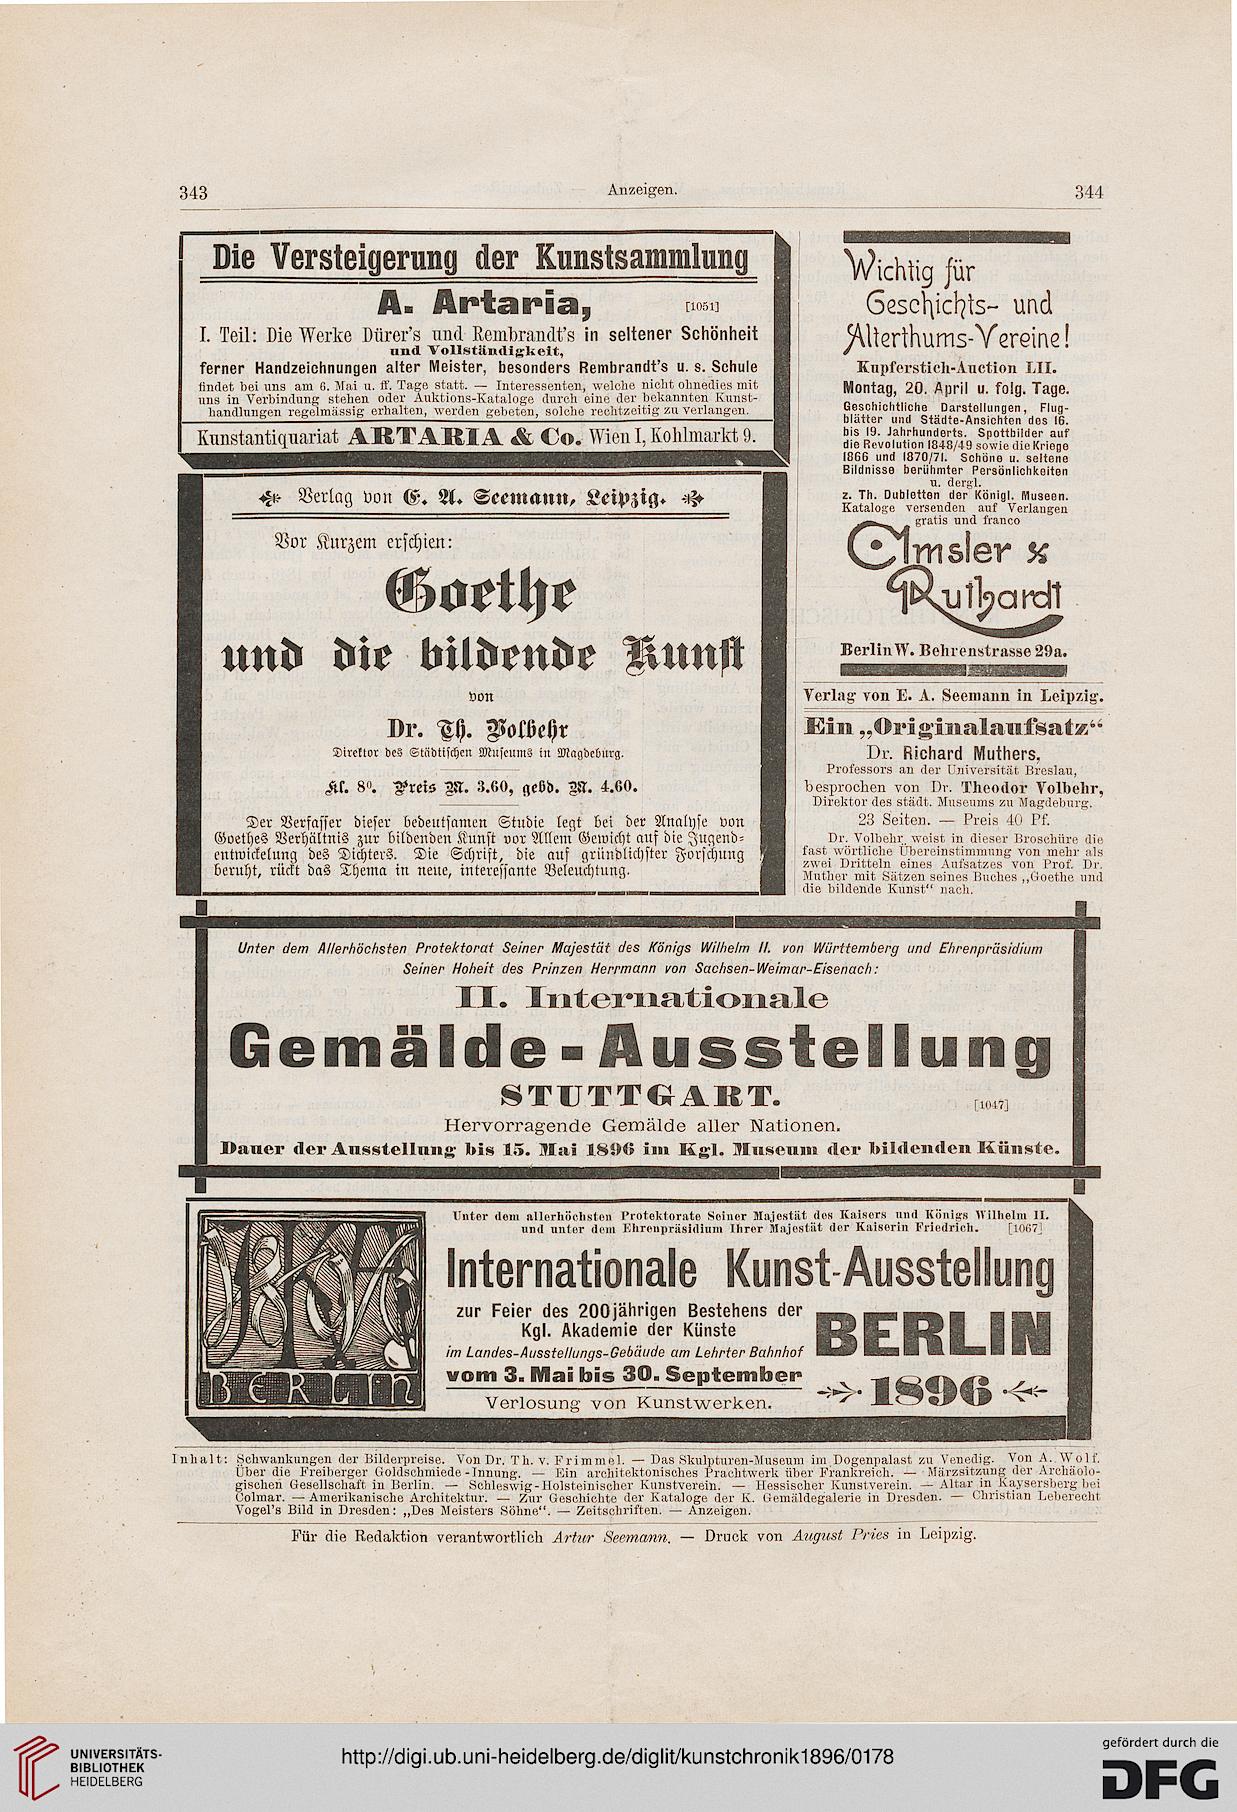 343
Anzeigen.
344
Die Versteigerung der Kunstsammlung
A. Artaria,
[1051]
I. Teil: Die Werke Dürer's und Rembrandt's in seltener Schönheit
und Vollständigkeit,
ferner Handzeichnungen alter Meister, besonders Rembrandt's u. s. Schule
findet bei uns am 6. Mai u. ff. Tage statt. — Interessenten, welche nicht ohnedies mit
uns in Verbindung stehen oder Auktions-Kataloge durch eine der bekannten Kunst-
handlungen regelmässig erhalten, werden gebeten, solche rechtzeitig zu verlangen.
Kunstantiquariat ARTARIA & Co. Wien I, Kohlmarkt 9.
Verlag von E. A. Seemann, Leipzig.
Vor Kurzem erschien:
Goethe
und die bildende Kunst
von
Dr. Th. Volbehr
Direktor des Städtischen Museums in Magdeburg.
Kl. 8°. Preis M. 3.60, gebd. M. 4.60.
Der Verfasser dieser bedeutsamen Studie legt bei der Analyse von
Goethes Verhältnis zur bildenden Kunst vor Allem Gewicht auf die Jugend-
entwickelung des Dichters. Die Schrift, die auf gründlichster Forschung
beruht, rückt das Thema in neue, interessante Beleuchtung.
Wichtig für
Geschichts- und
Alterthums-Vereine!
Kupferstich-Auction LII.
Montag, 20. April u. folg. Tage.
Geschichtliche Darstellungen, Flug-
blätter und Städte-Ansichten des 16.
bis 19. Jahrhunderts. Spottbilder auf
die Revolution 1848/49 sowie die Kriege
1866 und 1870/71. Schöne u. seltene
Bildnisse berühmter Persönlichkeiten
u. dergl.
z. Th. Dubletten der Königl. Museen.
Kataloge versenden auf Verlangen
gratis und franco
Amsler &
Ruthardt
Berlin W. Behrenstrasse 29a.
Verlag von E. A. Seemann in Leipzig.
Ein „Originalaufsatz“
Dr. Richard Muthers,
Professors an der Universität Breslau,
besprochen von Dr. Theodor Volbehr,
Direktor des städt. Museums zu Magdeburg.
23 Seiten. — Preis 40 Pf.
Dr. Volbehr weist in dieser Broschüre die
fast wörtliche Übereinstimmung von mehr als
zwei Dritteln eines Aufsatzes von Prof. Dr.
Muther mit Sätzen seines Buches „Goethe und
die bildende Kunst“ nach.
Unter dem Allerhöchsten Protektorat Seiner Majestät des Königs Wilhelm II. von Württemberg und Ehrenpräsidium
Seiner Hoheit des Prinzen Herrmann von Sachsen-Weimar-Eisenach:
II. Internationale
Gemälde-Ausstellung
STUTTGART.
[1047]
Hervorragende Gemälde aller Nationen.
Dauer der Ausstellung bis 15. Mai 1896 im Kgl. Museum der bildenden Künste.
BERLIN
Unter dem allerhöchsten Protektorate Seiner Majestät des Kaisers und Königs Wilhelm II.
und unter dem Ehrenpräsidium Ihrer Majestät der Kaiserin Friedrich. [1067]
Internationale Kunst-Ausstellung
zur Feier des 200jährigen Bestehens der
Kgl. Akademie der Künste
im Landes-Ausstellungs-Gebäude am Lehrter Bahnhof
vom 3. Mai bis 30. September
Verlosung von Kunstwerken.
BERLIN
1896
Inhalt: Schwankungen der Bilderpreise. Von Dr. Th. v. Frimmel. — Das Skulpturen-Museum im Dogenpalast zu Venedig. Von A. Wolf.
Über die Freiberger Goldschmiede-Innung. — Ein architektonisches Prachtwerk über Frankreich. — Märzsitzung der Archäolo-
gischen Gesellschaft in Berlin. — Schleswig-Holsteinischer Kunstverein. — Hessischer Kunstverein. — Altar in Kaysersberg bei
Colmar. — Amerikanische Architektur. — Zur Geschichte der Kataloge der K. Gemäldegalerie in Dresden. — Christian Leberecht
Vogel's Bild in Dresden: „Des Meisters Söhne“. — Zeitschriften. — Anzeigen.
Für die Redaktion verantwortlich Artur Seemann. — Druck von August Pries in Leipzig.
UNIVERSITÄTS-
BIBLIOTHEK
HEIDELBERG
http://digi.ub.uni-heidelberg.de/diglit/kunstchronik1896/0178
gefördert durch die
DFG